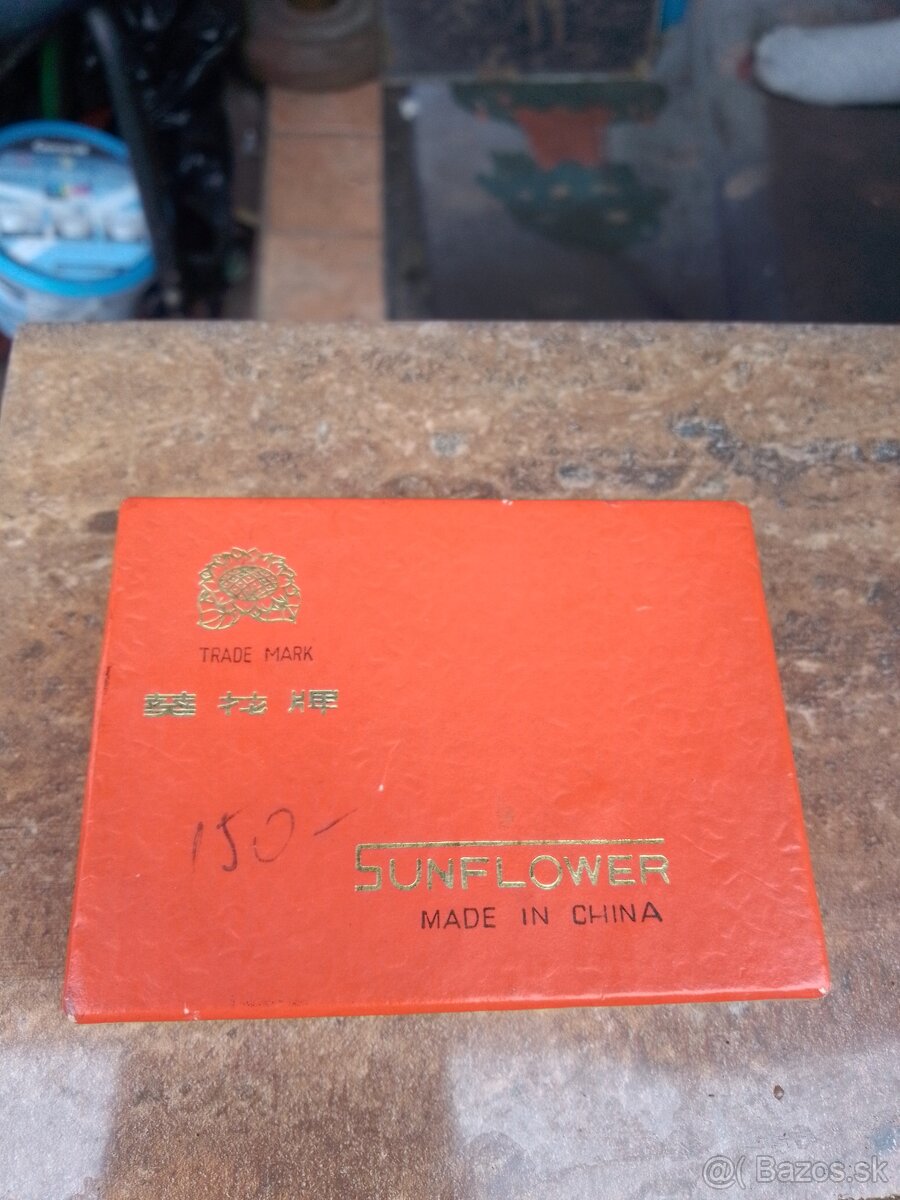 TRADE MARK
葵花牌
150-
SUNFLOWER
MADE IN CHINA
@( Bazos.sk